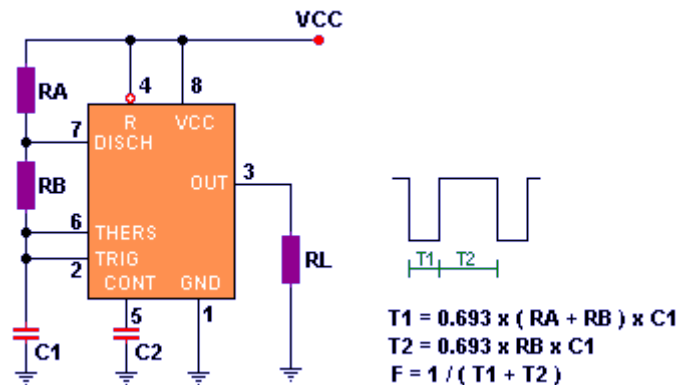 VCC
RA
4
8
R
VCC
7
DISCH
RB
OUT
3
6
THERS
TRIG
2
CONT
GND
RL
5
1
C1
C2
T1
T2
T1 = 0.693 x ( RA + RB ) x C1
T2 = 0.693 x RB x C1
F = 1 / ( T1 + T2 )